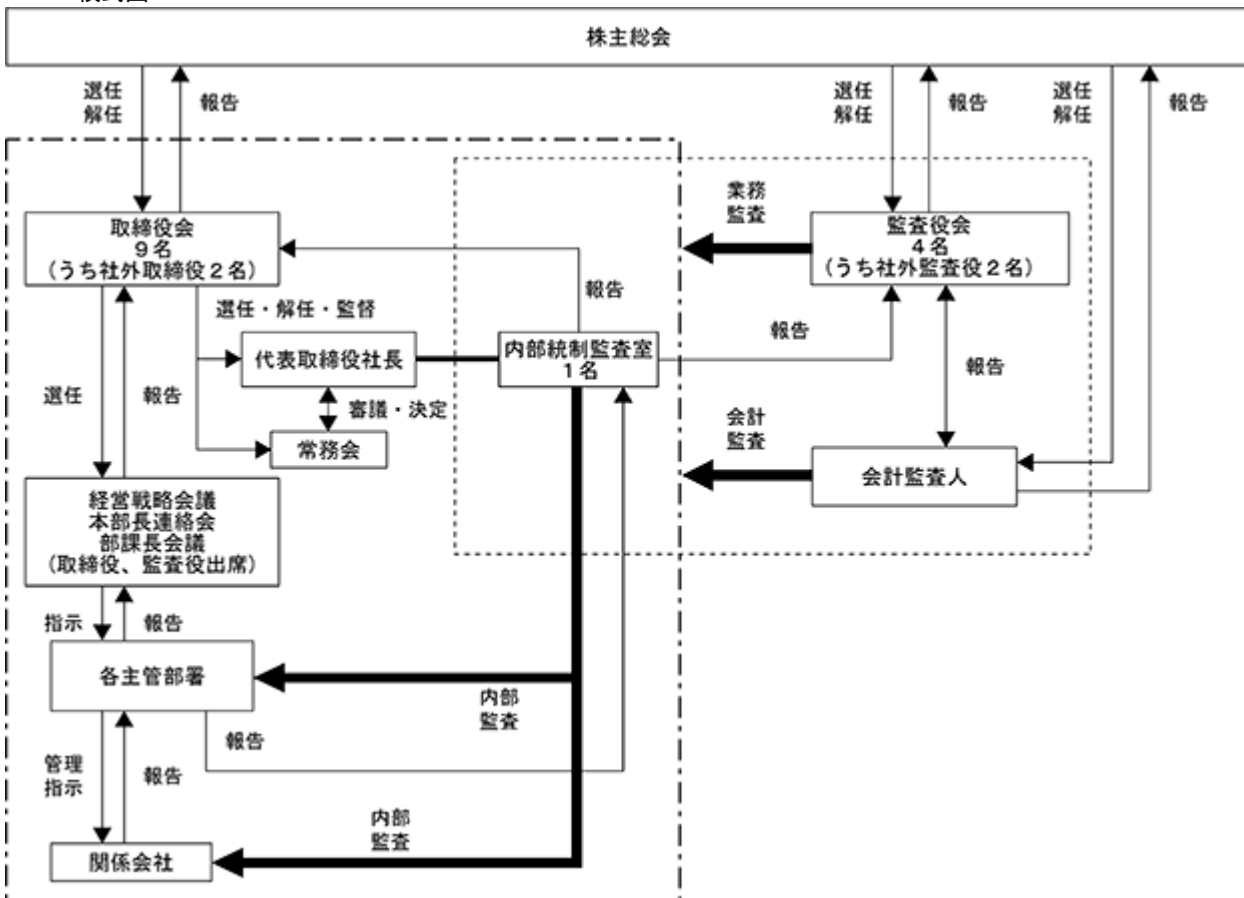 株主総会
選任
解任
報告
選任
解任
報告
選任
解任
報告
取締役会
9名
(うち社外取締役2名)
業務
監査
監査役会
4名
(うち社外監査役2名)
報告
選任・解任・監督
代表取締役社長
内部統制監査室
1名
報告
報告
選任
報告
審議・決定
常務会
会計
監査
会計監査人
経営戦略会議
本部長連絡会
部課長会議
(取締役、監査役出席)
指示
報告
各主管部署
内部
監査
報告
管理
指示
報告
内部
監査
関係会社